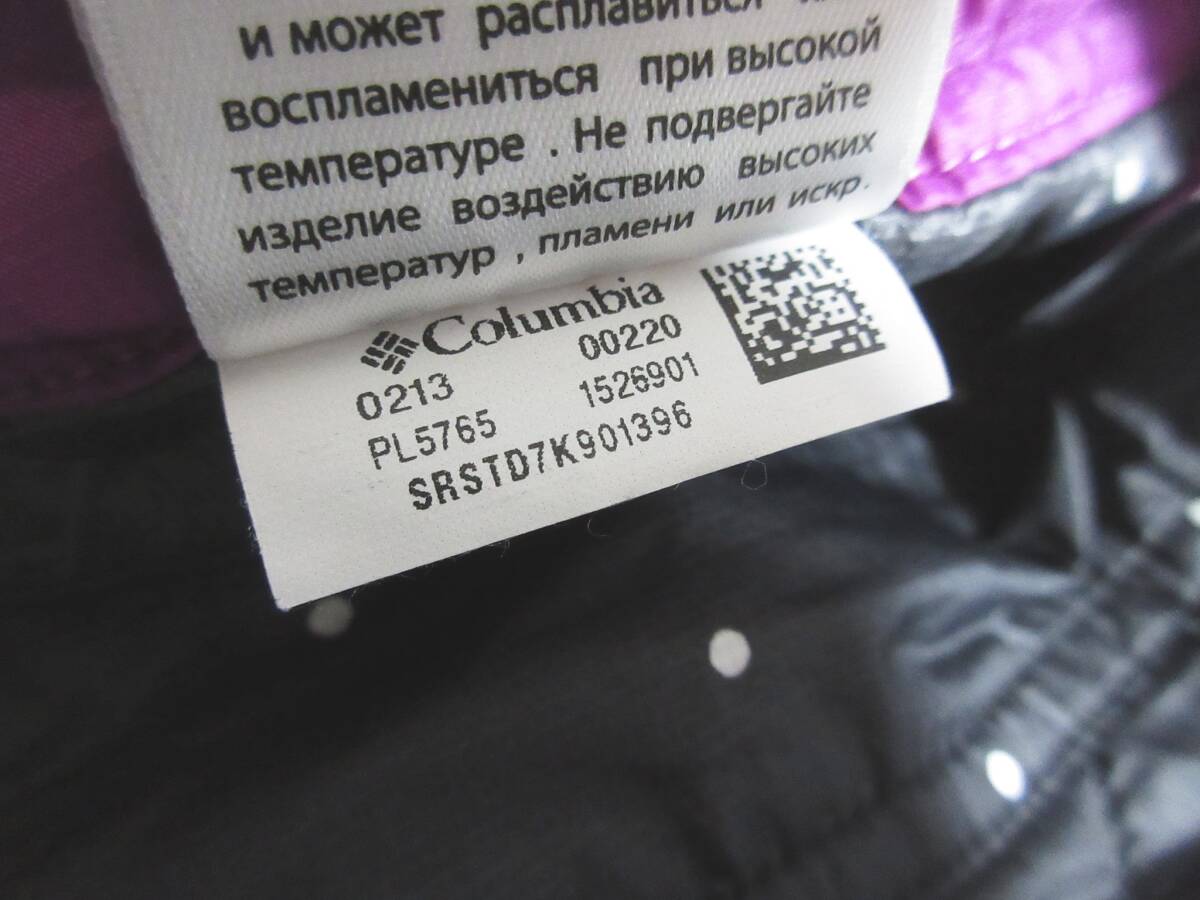 и может расплавиться
воспламениться при высокой
температуре . Не подвергайте
изделие воздействию высоких
температур , пламени или искр.
Columbia
0213 00220
PL5765 1526901
SRSTD7K901396